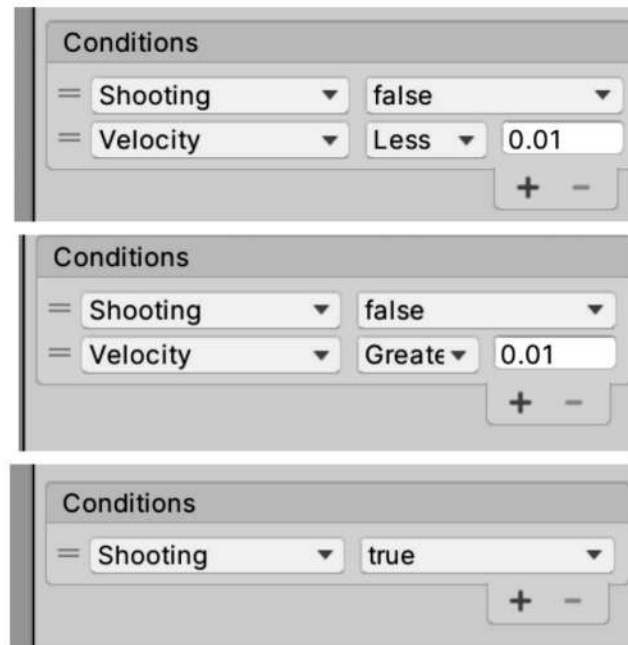 Conditions
Shooting false
Velocity Less 0.01
+ −
Conditions
Shooting false
Velocity Greate 0.01
+ −
Conditions
Shooting true
+ −